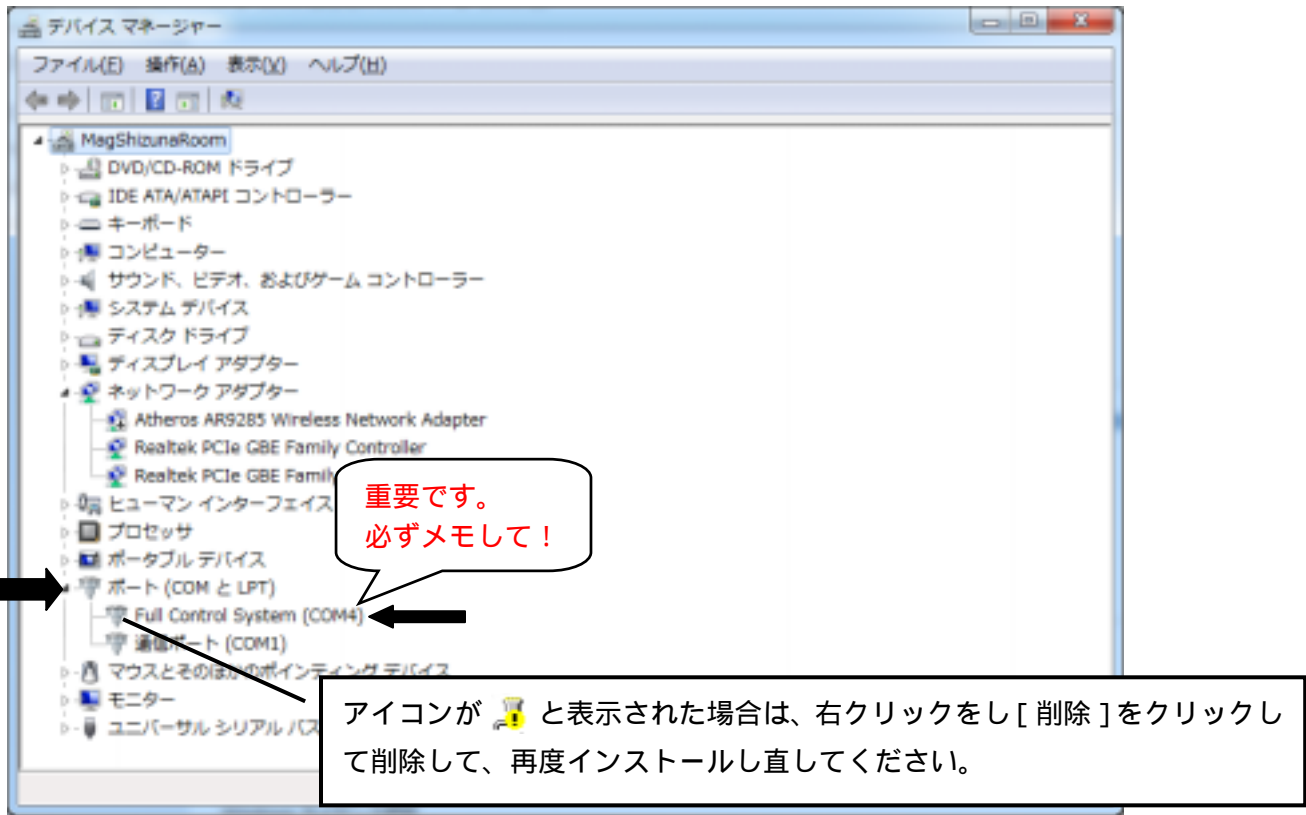 デバイス マネージャー
ファイル(F) 操作(A) 表示(V) ヘルプ(H)
MagShizunaRoom
DVD/CD-ROM ドライブ
IDE ATA/ATAPI コントローラー
キーボード
コンピューター
サウンド、ビデオ、およびゲーム コントローラー
システム デバイス
ディスク ドライブ
ディスプレイ アダプター
ネットワーク アダプター
Atheros AR9285 Wireless Network Adapter
Realtek PCIe GBE Family Controller
Realtek PCIe GBE Family
重要です。
必ずメモして！
ヒューマン インターフェイス
プロセッサ
ポータブル デバイス
ポート (COM と LPT)
Full Control System (COM4)
通信ポート (COM1)
マウスとそのほかのポインティング デバイス
モニター
ユニバーサル シリアル バス
アイコンが と表示された場合は、右クリックをし [ 削除 ]をクリックし
て削除して、再度インストールし直してください。